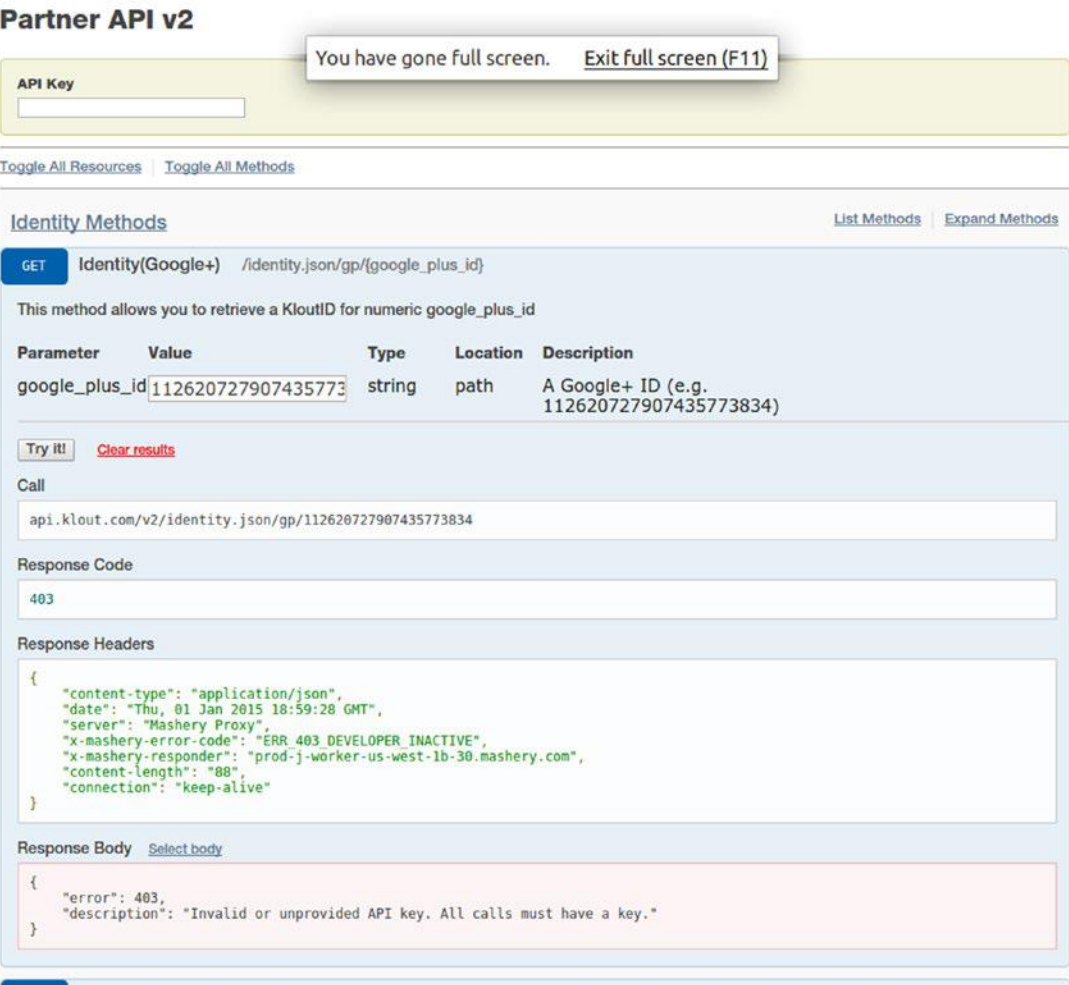 Partner API v2
You have gone full screen. Exit full screen (F11)
API Key
Toggle All Resources Toggle All Methods
Identity Methods List Methods Expand Methods
GET Identity(Google+) /identity.json/gp/{google_plus_id}
This method allows you to retrieve a KloutID for numeric google_plus_id
Parameter Value Type Location Description
google_plus_id 112620727907435773 string path A Google+ ID (e.g.
112620727907435773834)
Try it! Clear results
Call
api.klout.com/v2/identity.json/gp/112620727907435773834
Response Code
403
Response Headers
{
"content-type": "application/json",
"date": "Thu, 01 Jan 2015 18:59:28 GMT",
"server": "Mashery Proxy",
"x-mashery-error-code": "ERR_403_DEVELOPER_INACTIVE",
"x-mashery-responder": "prod-j-worker-us-west-1b-30.mashery.com",
"content-length": "88",
"connection": "keep-alive"
}
Response Body Select body
{
"error": 403,
"description": "Invalid or unprovided API key. All calls must have a key."
}